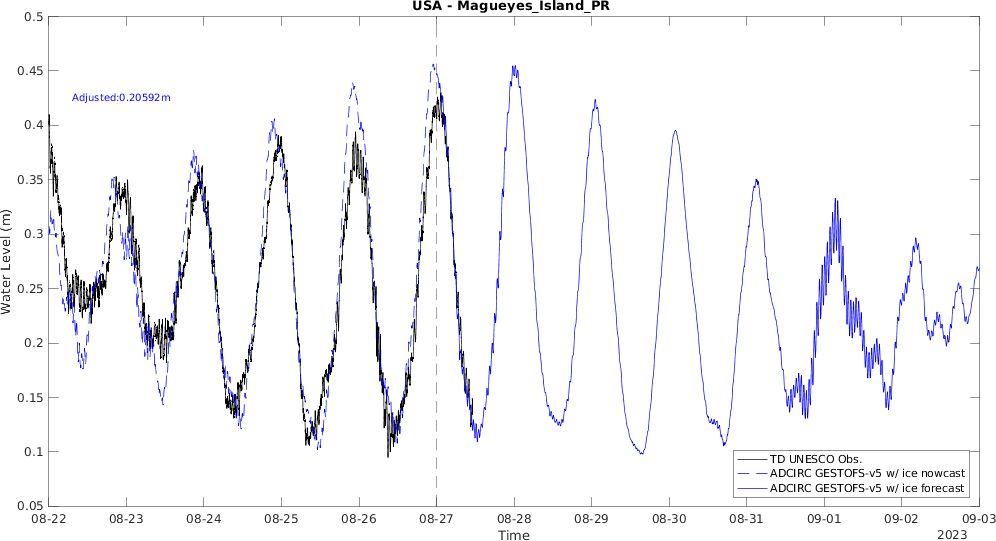 USA - Magueyes_Island_PR
0.5
0.45
0.4
0.35
0.3
0.25
0.2
0.15
0.1
0.05
Water Level (m)
Adjusted:0.20592m
TD UNESCO Obs.
ADCIRC GESTOFS-v5 w/ ice nowcast
ADCIRC GESTOFS-v5 w/ ice forecast
08-22 08-23 08-24 08-25 08-26 08-27 08-28 08-29 08-30 08-31 09-01 09-02 09-03
Time
2023